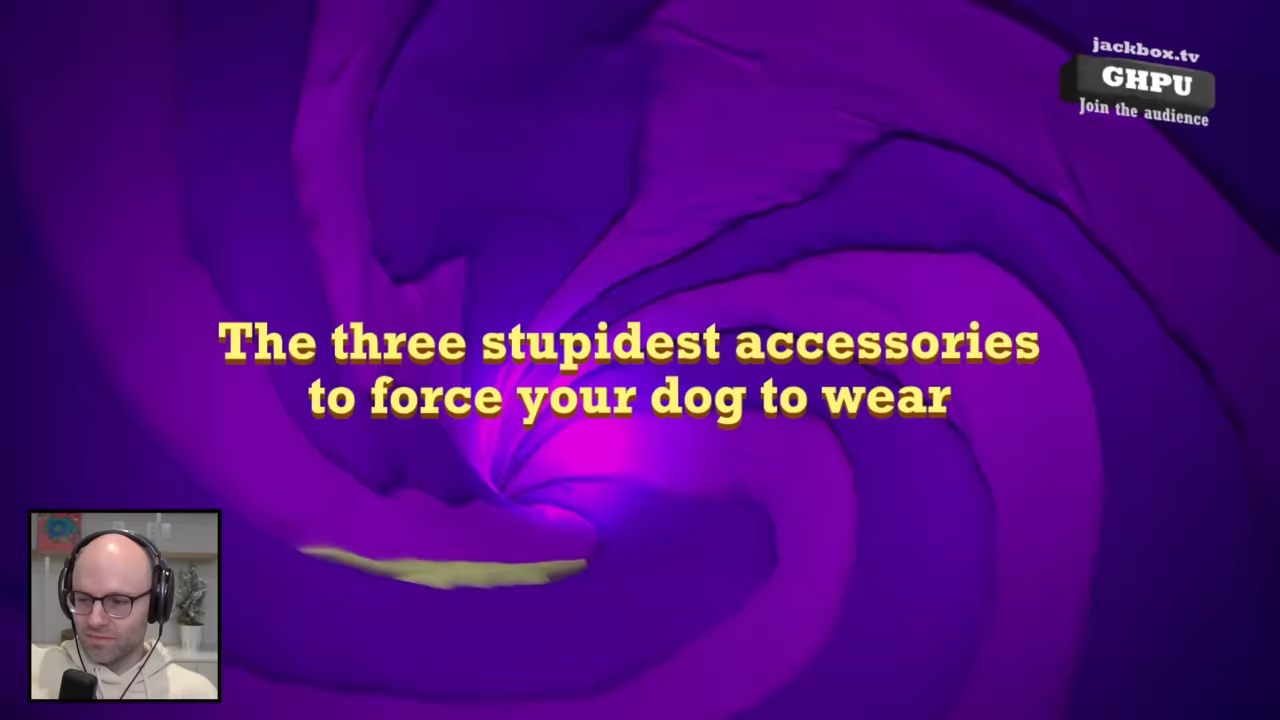 jackbox.tv
GHPU
Join the audience
The three stupidest accessories
to force your dog to wear